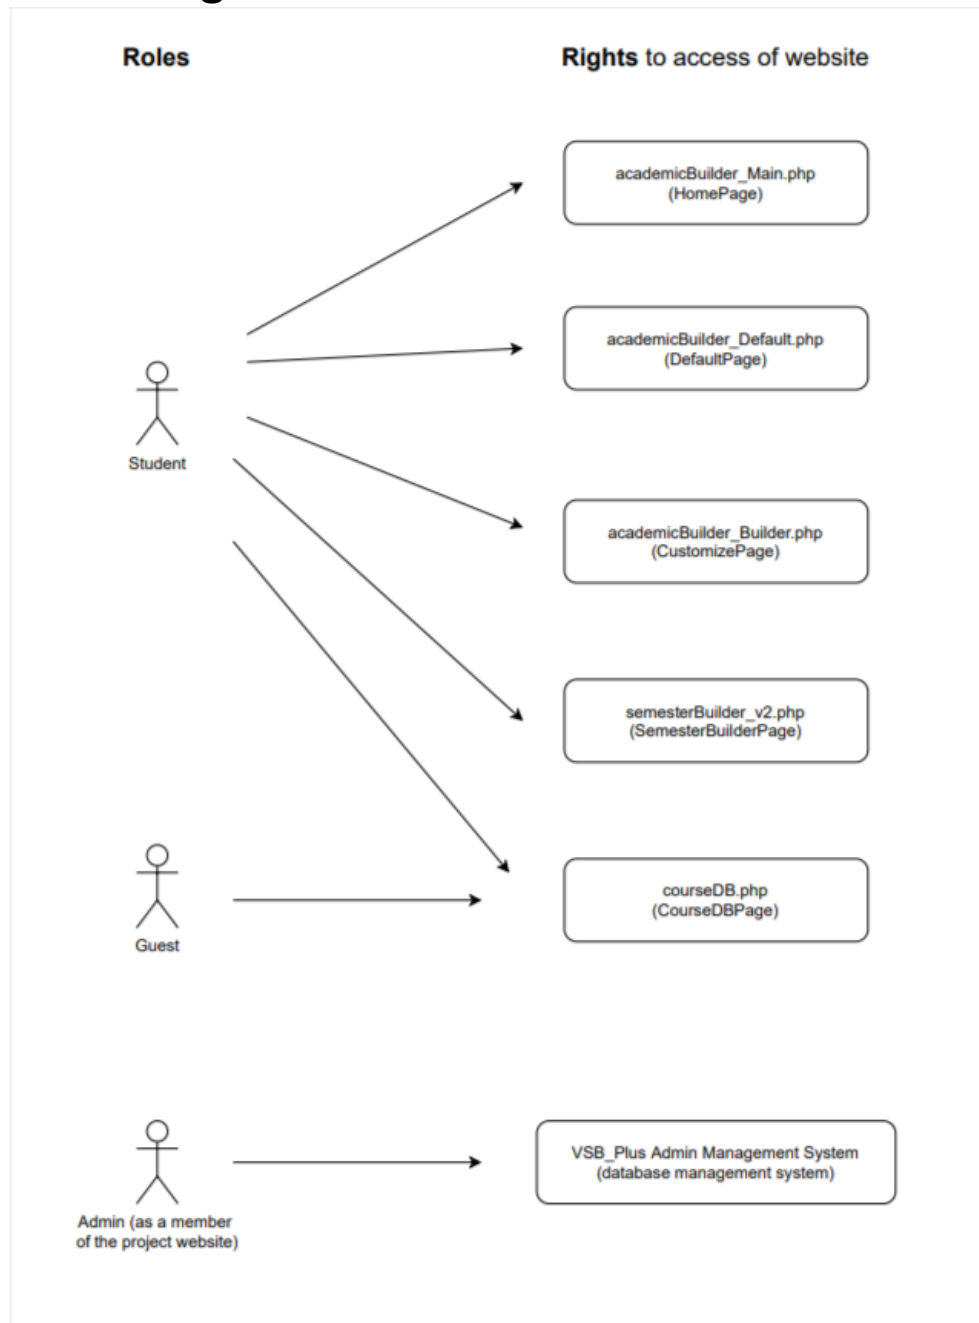 Roles
Rights to access of website
academicBuilder_Main.php
(HomePage)
academicBuilder_Default.php
(DefaultPage)
Student
academicBuilder_Builder.php
(CustomizePage)
semesterBuilder_v2.php
(SemesterBuilderPage)
Guest
courseDB.php
(CourseDBPage)
VSB_Plus Admin Management System
(database management system)
Admin (as a member
of the project website)